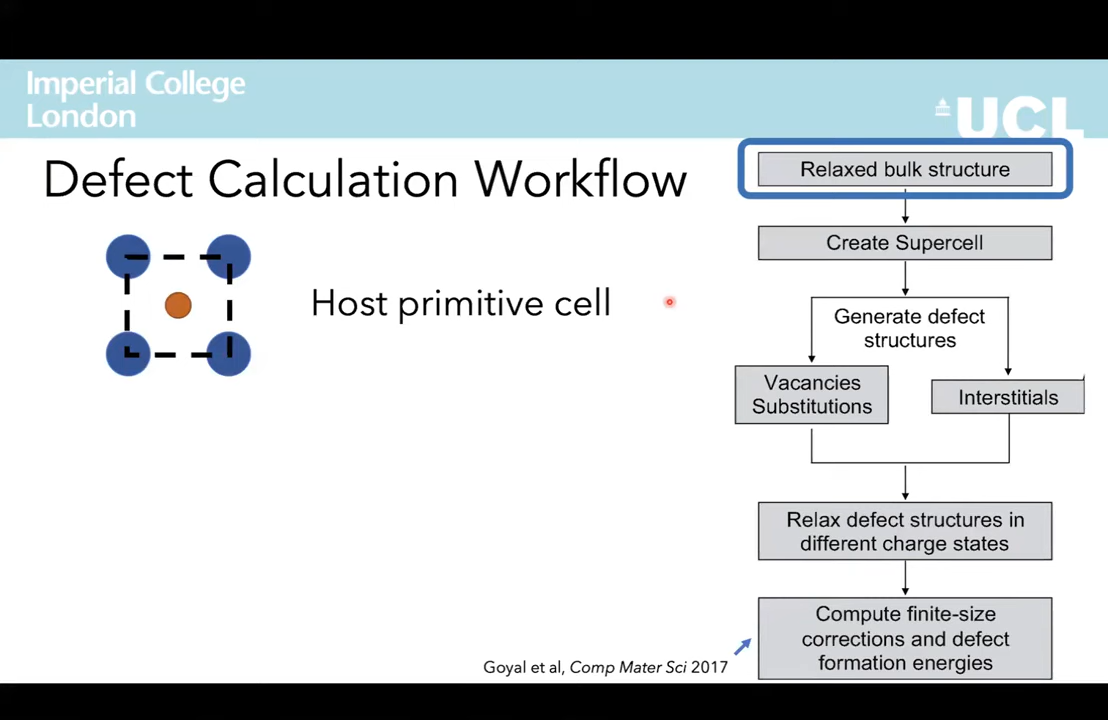 Imperial College
London
UCL
Defect Calculation Workflow
Host primitive cell
Relaxed bulk structure
Create Supercell
Generate defect
structures
Vacancies
Substitutions
Interstitials
Relax defect structures in
different charge states
Compute finite-size
corrections and defect
formation energies
Goyal et al, Comp Mater Sci 2017